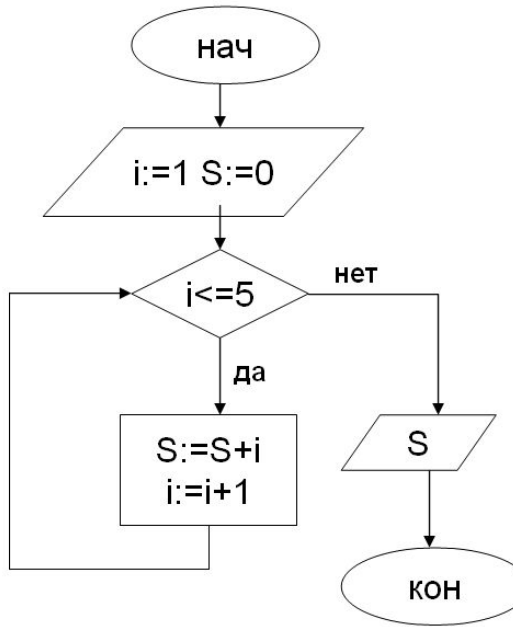 нач
i:=1 S:=0
i<=5
нет
да
S:=S+i
i:=i+1
S
кон